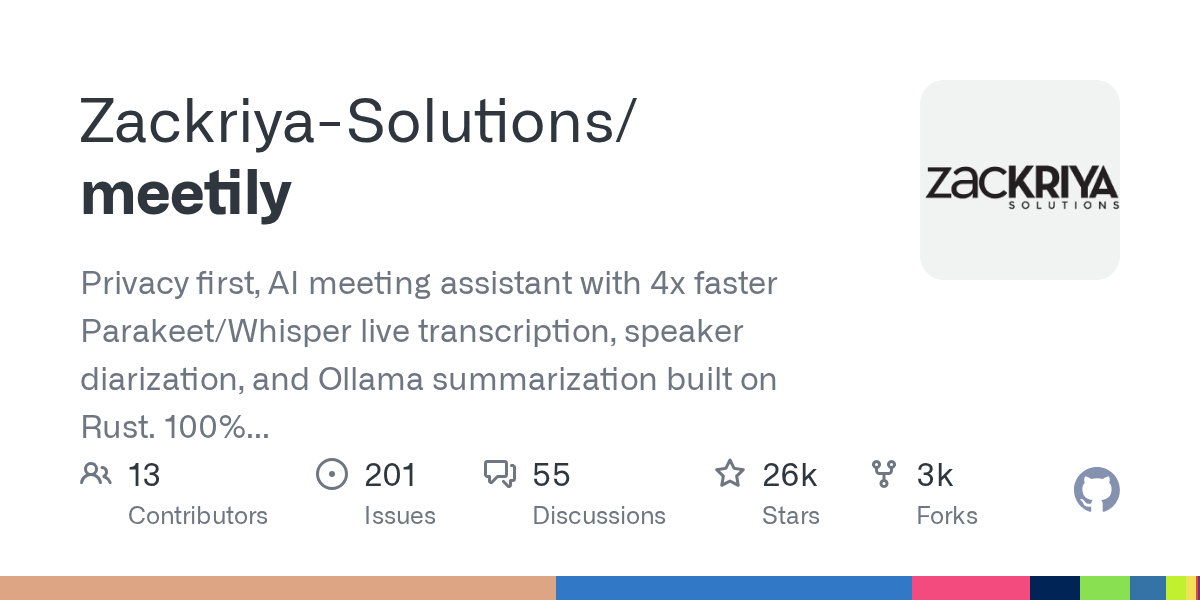 Zackriya-Solutions/
meetily
ZACKRIYA
SOLUTIONS
Privacy first, AI meeting assistant with 4x faster
Parakeet/Whisper live transcription, speaker
diarization, and Ollama summarization built on
Rust. 100%...
13
Contributors
201
Issues
55
Discussions
26k
Stars
3k
Forks